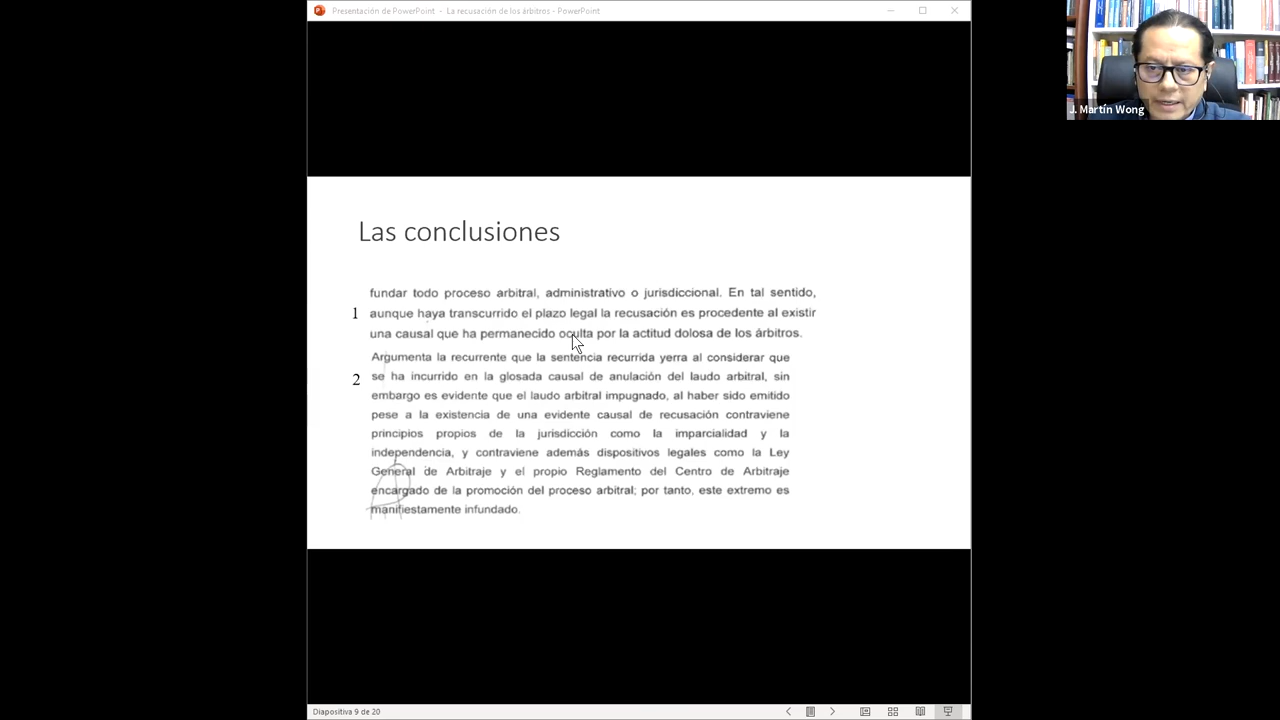 Presentación de PowerPoint - La recusación de los árbitros - PowerPoint
J. Martín Wong
Las conclusiones
fundar todo proceso arbitral, administrativo o jurisdiccional. En tal sentido,
1 aunque haya transcurrido el plazo legal la recusación es procedente al existir
una causal que ha permanecido oculta por la actitud dolosa de los árbitros.
Argumenta la recurrente que la sentencia recurrida yerra al considerar que
2 se ha incurrido en la glosada causal de anulación del laudo arbitral, sin
embargo es evidente que el laudo arbitral impugnado, al haber sido emitido
pese a la existencia de una evidente causal de recusación contraviene
principios propios de la jurisdicción como la imparcialidad y la
independencia, y contraviene además dispositivos legales como la Ley
General de Arbitraje y el propio Reglamento del Centro de Arbitraje
encargado de la promoción del proceso arbitral; por tanto, este extremo es
manifiestamente infundado.
Diapositiva 9 de 20